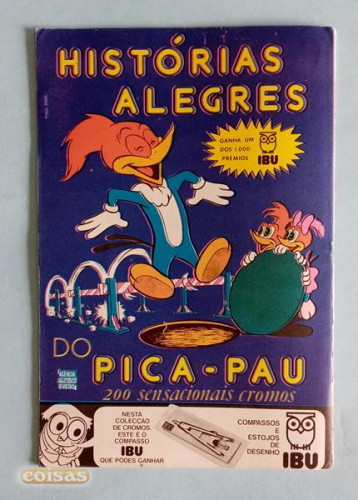 HISTÓRIAS
ALEGRES
GANHA UM
DOS 1.000
PRÉMIOS
IBU
DO
PICA-PAU
200 sensacionais cromos
NESTA
COLECÇÃO
DE CROMOS,
ESTE É O
COMPASSO
IBU
QUE PODES GANHAR
COMPASSOS
E
ESTOJOS
DE
DESENHO
IBU
coisas